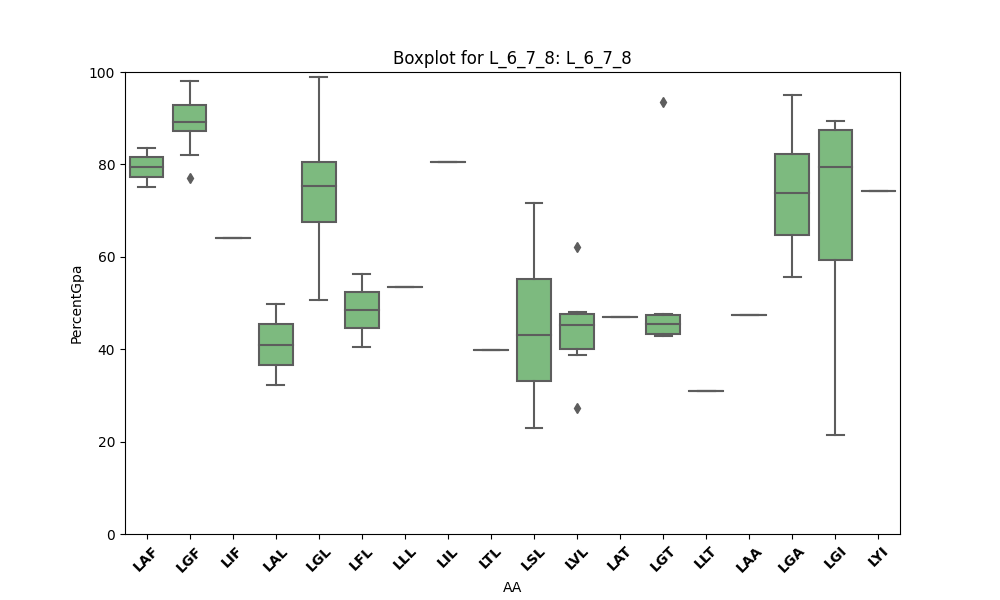 Boxplot for L_6_7_8: L_6_7_8
PercentGpa
100
80
60
40
20
0
LAF LGF LIF LAL LGL LFL LLL LIL LTL LSL LVL LAT LGT LLT LAA LGA LGI LYI
AA